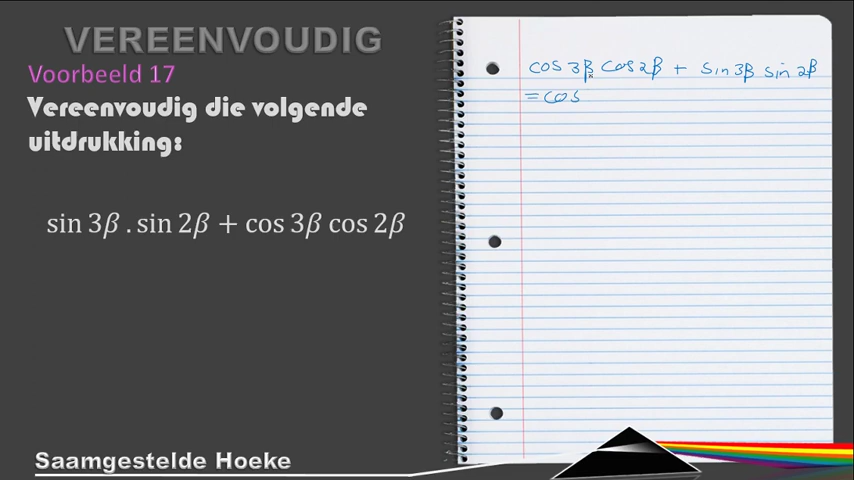 VEREENVOUDIG
Voorbeeld 17
Vereenvoudig die volgende
uitdrukking:
sin 3β . sin 2β + cos 3β cos 2β
cos 3β cos 2β + sin 3β sin 2β
= cos
Saamgestelde Hoeke